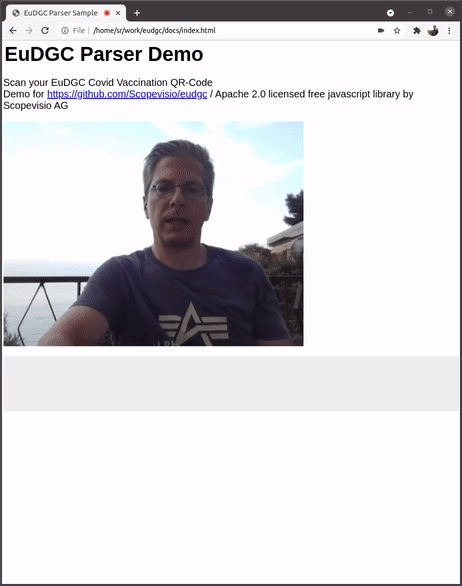 EuDGC Parser Sample
File | /home/sr/work/eudgc/docs/index.html
EuDGC Parser Demo
Scan your EuDGC Covid Vaccination QR-Code
Demo for https://github.com/Scopevisio/eudgc / Apache 2.0 licensed free javascript library by
Scopevisio AG